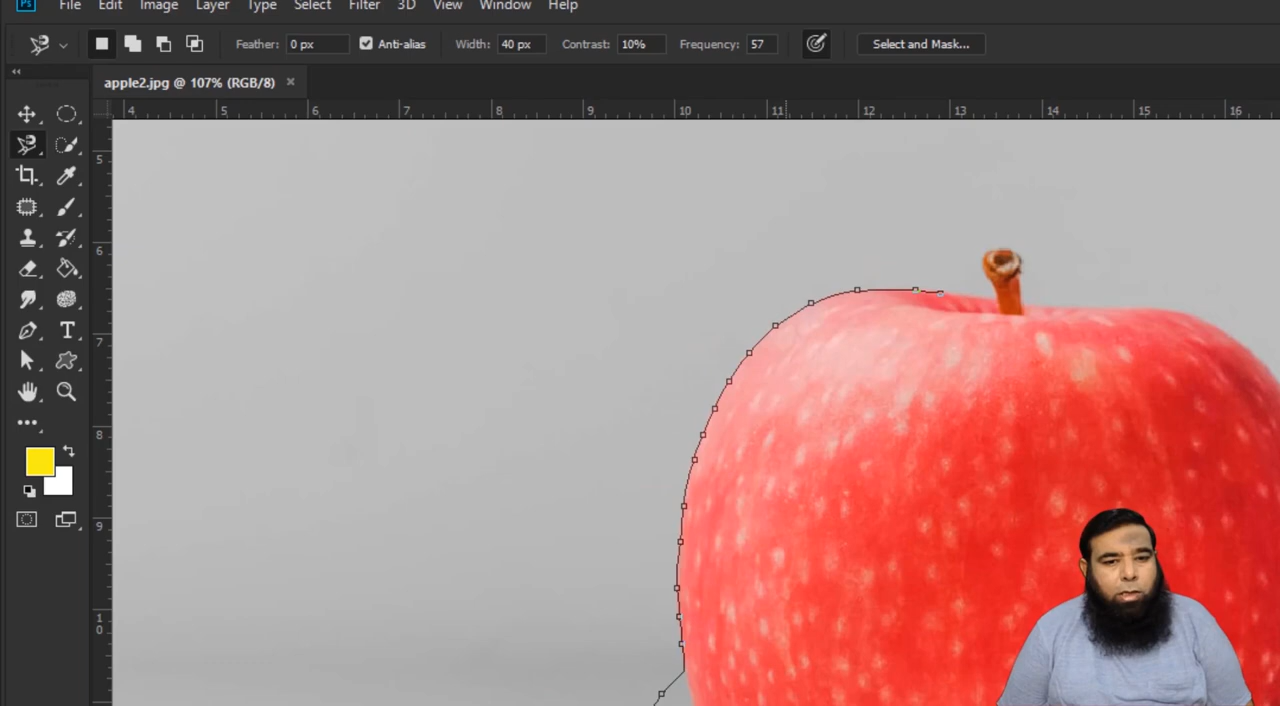 Ps File Edit Image Layer Type Select Filter 3D View Window Help
Feather: 0 px Anti-alias Width: 40 px Contrast: 10% Frequency: 57 Select and Mask...
apple2.jpg @ 107% (RGB/8) ×
4 5 6 7 8 9 10 11 12 13 14 15 16
5
6
7
8
9
10
T